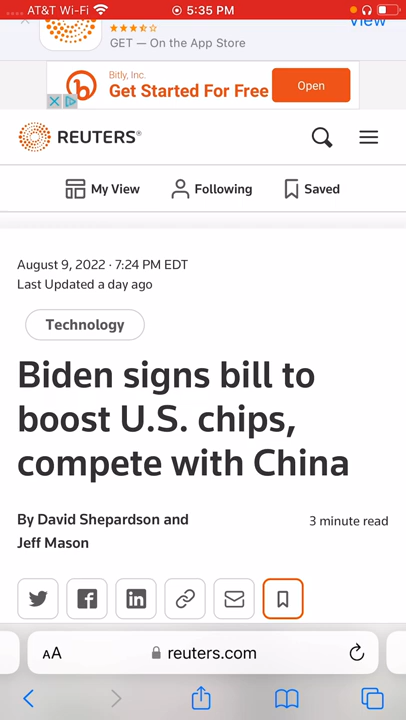 AT&T Wi-Fi 5:35 PM
View
GET — On the App Store
Bitly, Inc.
Get Started For Free
Open
REUTERS®
My View Following Saved
August 9, 2022 · 7:24 PM EDT
Last Updated a day ago
Technology
Biden signs bill to
boost U.S. chips,
compete with China
By David Shepardson and
Jeff Mason
3 minute read
AA reuters.com